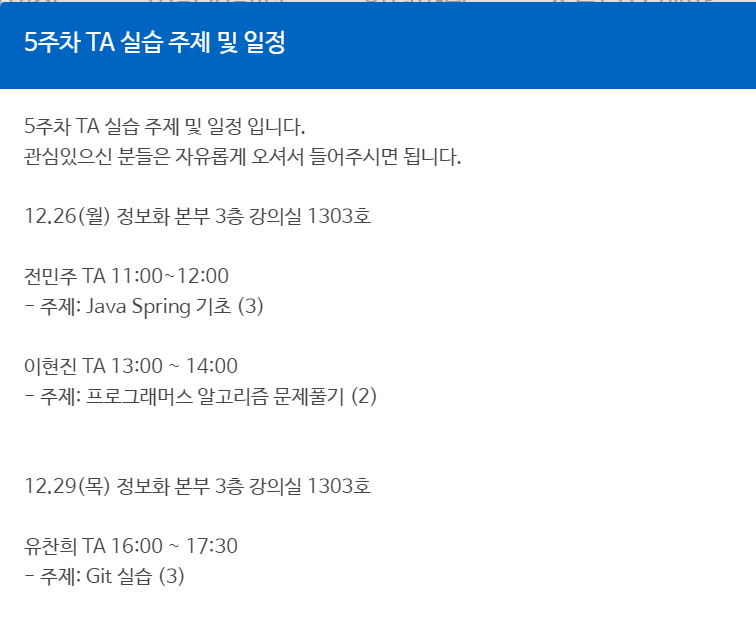 5주차 TA 실습 주제 및 일정
5주차 TA 실습 주제 및 일정 입니다.
관심있으신 분들은 자유롭게 오셔서 들어주시면 됩니다.
12.26(월) 정보화 본부 3층 강의실 1303호
전민주 TA 11:00~12:00
- 주제: Java Spring 기초 (3)
이현진 TA 13:00 ~ 14:00
- 주제: 프로그래머스 알고리즘 문제풀기 (2)
12.29(목) 정보화 본부 3층 강의실 1303호
유찬희 TA 16:00 ~ 17:30
- 주제: Git 실습 (3)